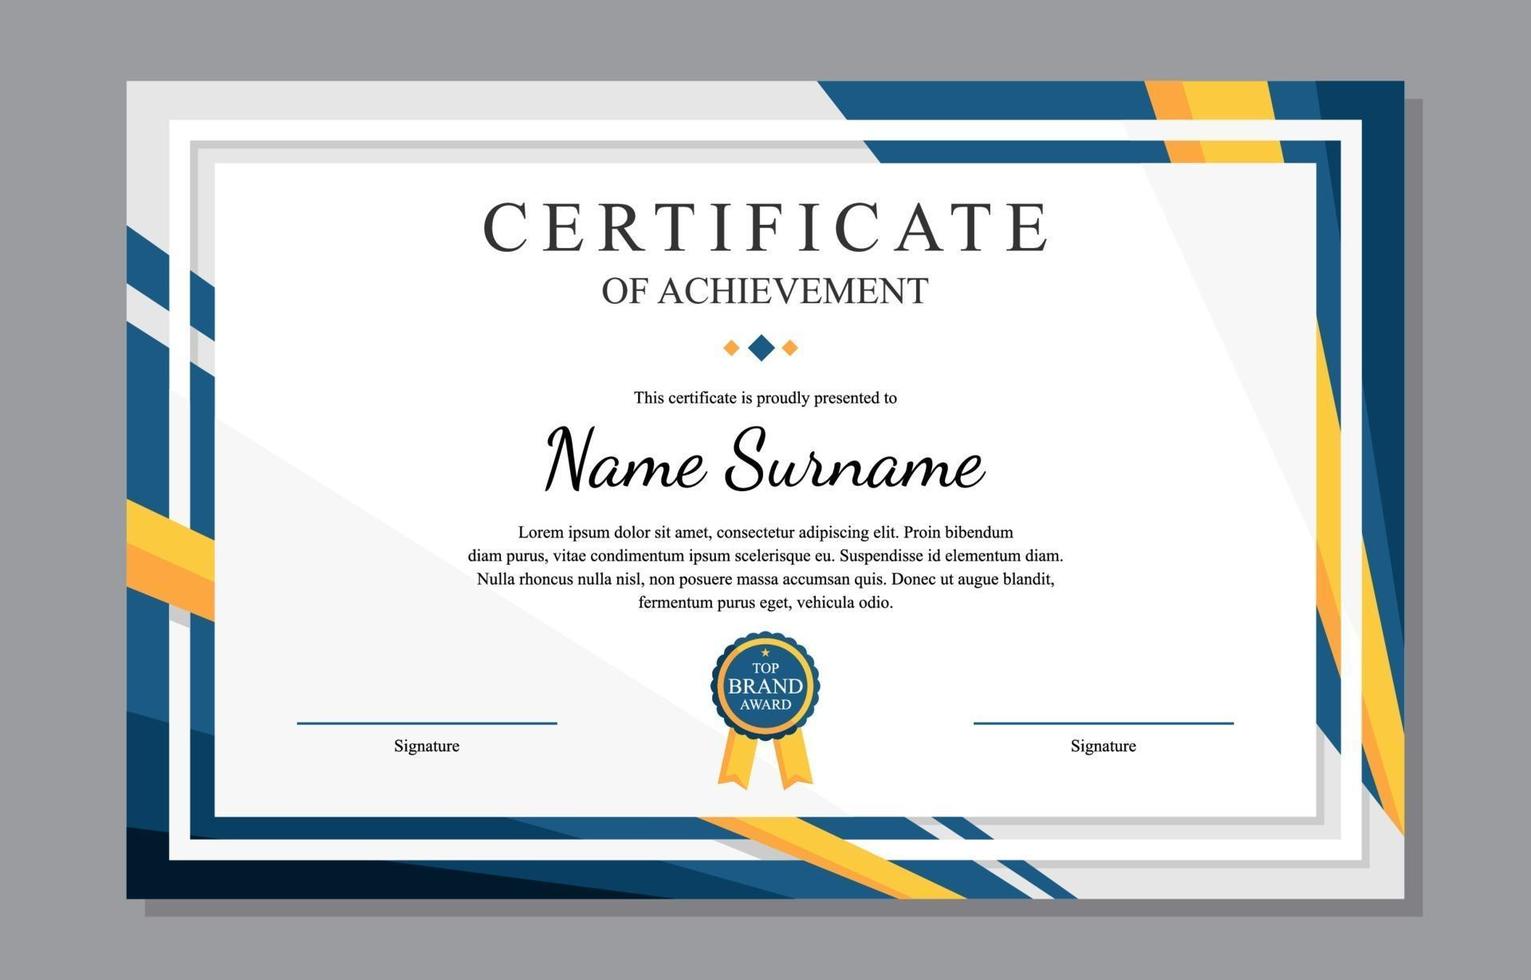 CERTIFICATE
OF ACHIEVEMENT
This certificate is proudly presented to
Name Surname
Lorem ipsum dolor sit amet, consectetur adipiscing elit. Proin bibendum
diam purus, vitae condimentum ipsum scelerisque eu. Suspendisse id elementum diam.
Nulla rhoncus nulla nisl, non posuere massa accumsan quis. Donec ut augue blandit,
fermentum purus eget, vehicula odio.
TOP
BRAND
AWARD
Signature
Signature